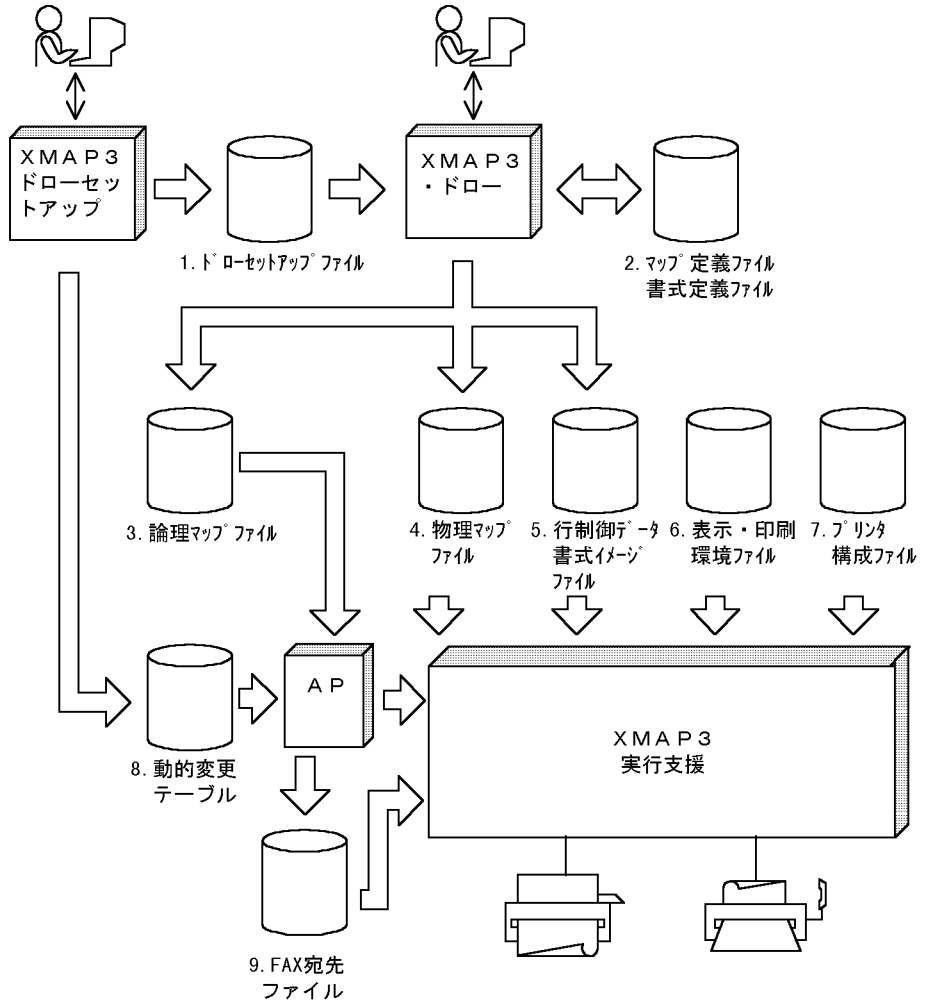 ＸＭＡＰ３
ドローセッ
トアップ
ＸＭＡＰ３
・ドロー
1. ﾄﾞﾛｰｾｯﾄｱｯﾌﾟﾌｧｲﾙ
2. ﾏｯﾌﾟ定義ﾌｧｲﾙ
書式定義ﾌｧｲﾙ
3. 論理ﾏｯﾌﾟﾌｧｲﾙ
4. 物理ﾏｯﾌﾟ
ﾌｧｲﾙ
5. 行制御ﾃﾞｰﾀ
書式ｲﾒｰｼﾞ
ﾌｧｲﾙ
6. 表示・印刷
環境ﾌｧｲﾙ
7. ﾌﾟﾘﾝﾀ
構成ﾌｧｲﾙ
ＡＰ
ＸＭＡＰ３
実行支援
8. 動的変更
テーブル
9. FAX宛先
ファイル